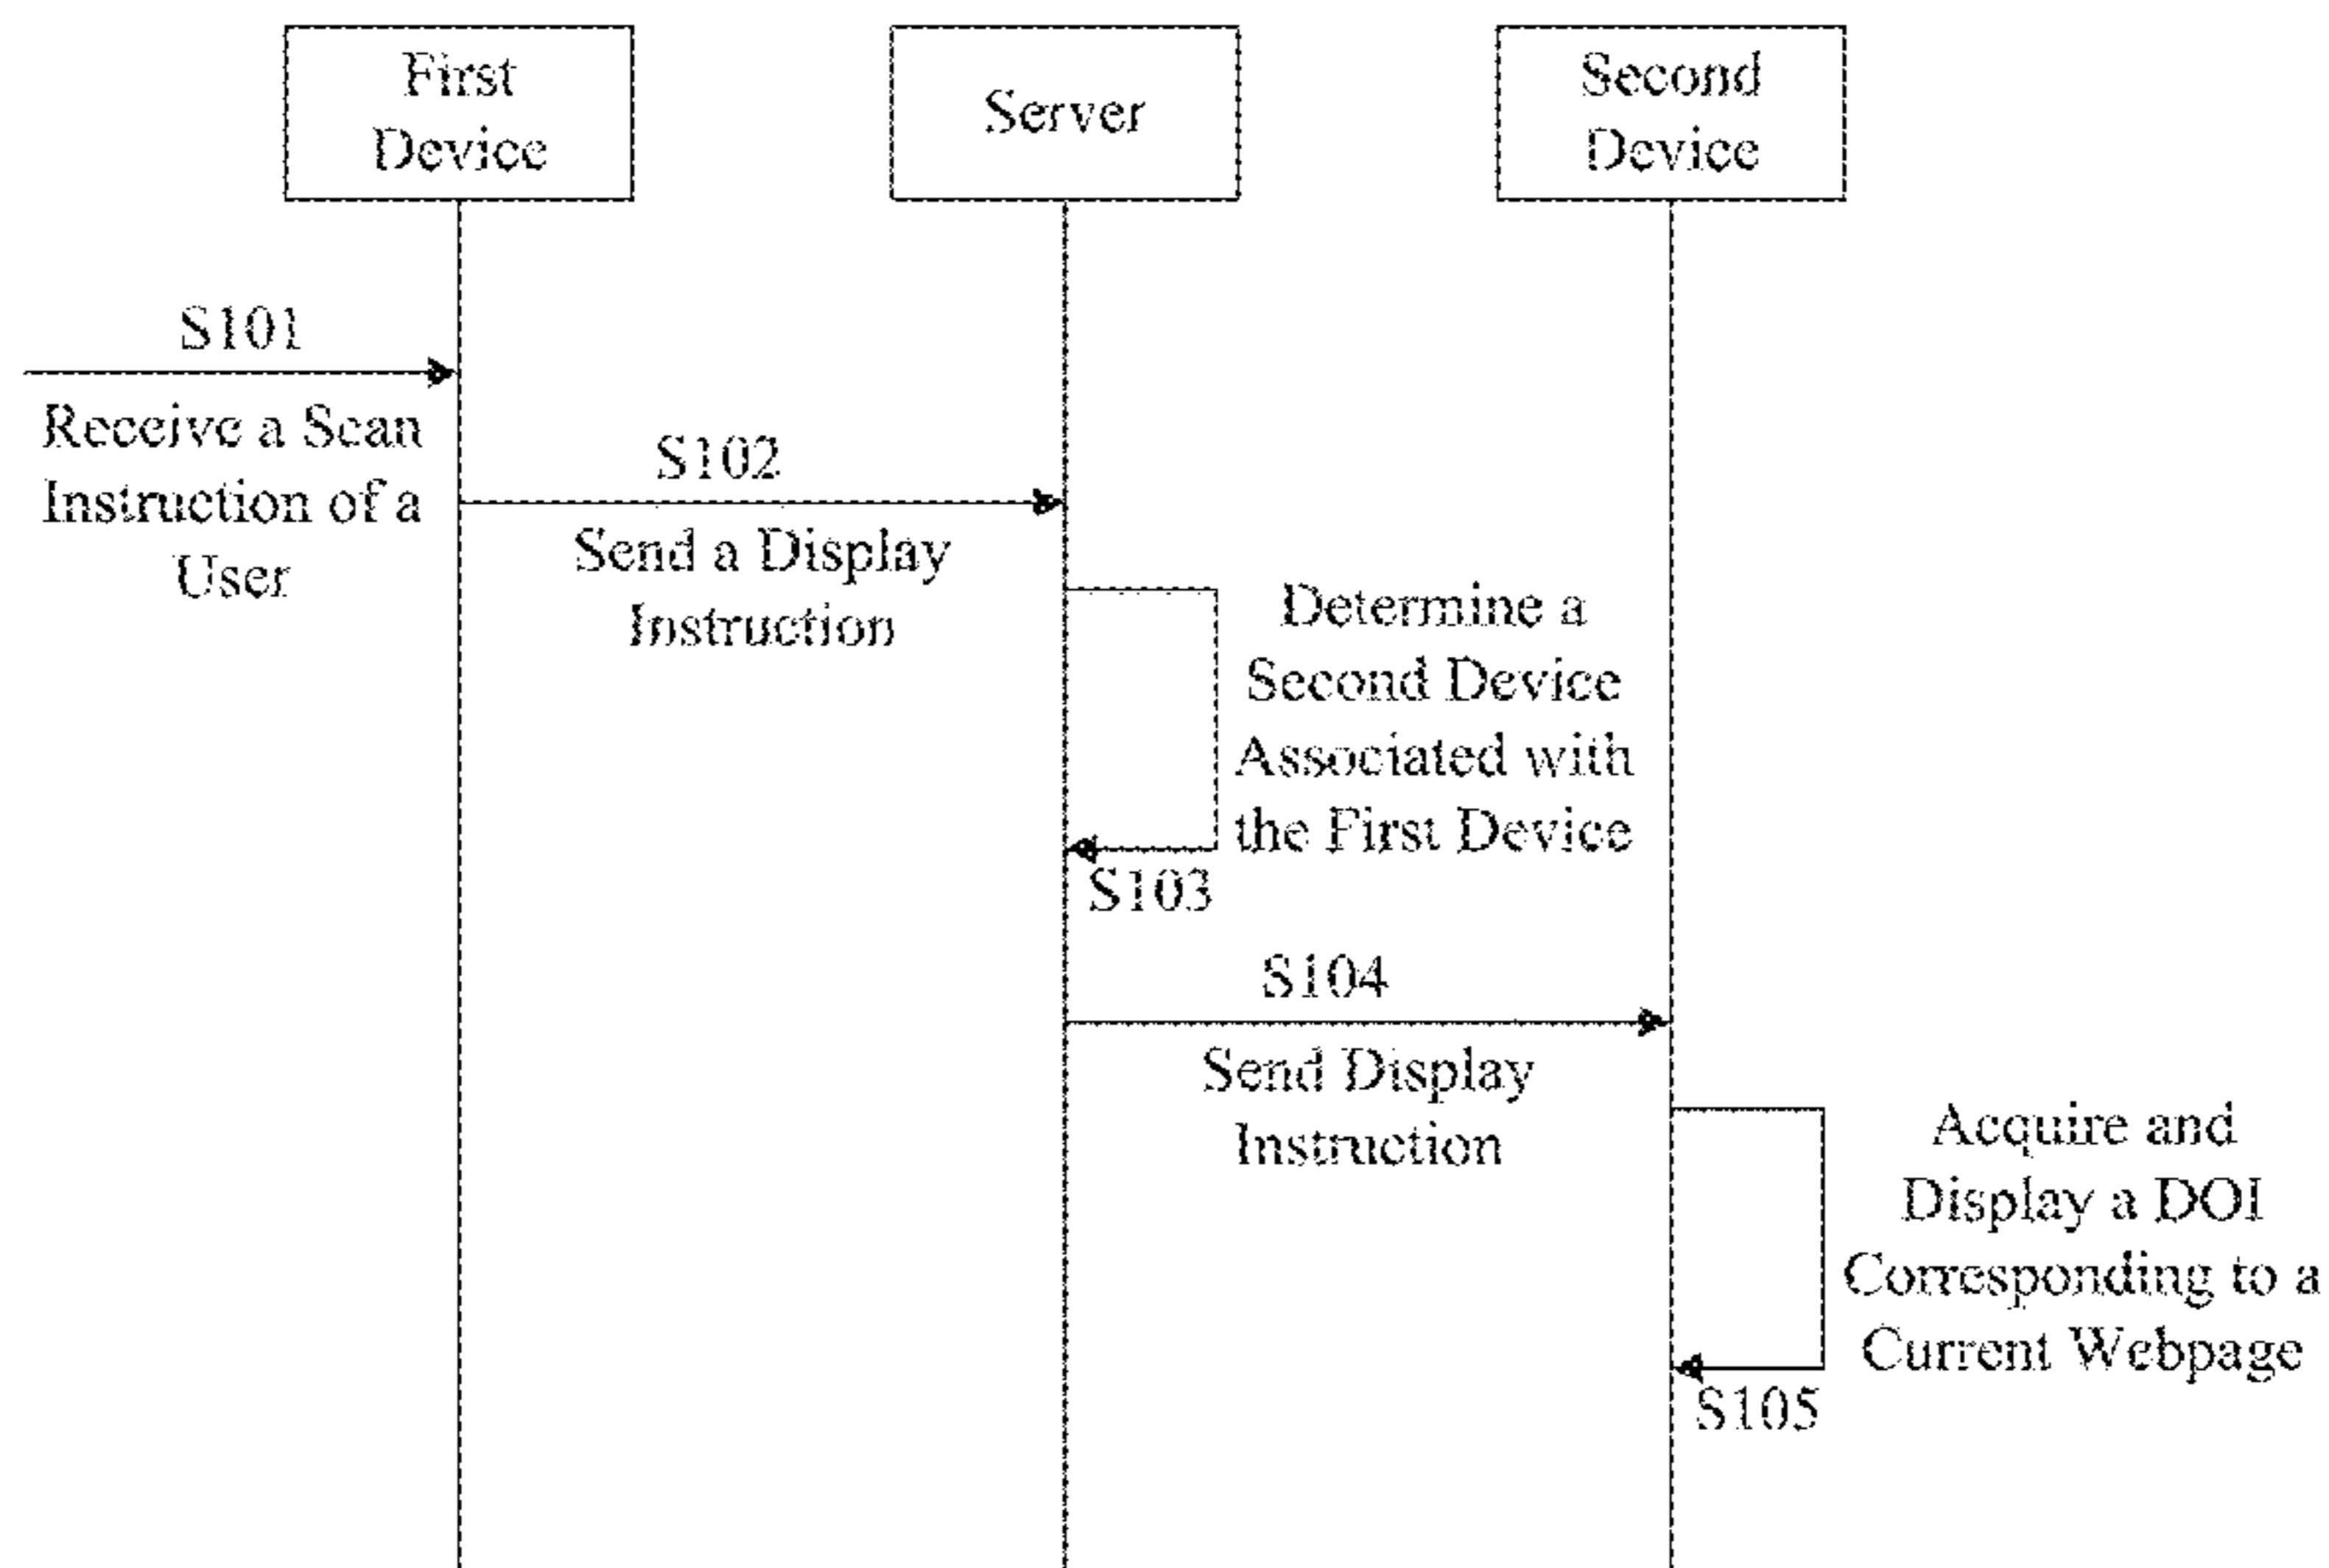 First
Device
Server
Second
Device
S101
Receive a Scan
Instruction of a
User
S102
Send a Display
Instruction
Determine a
Second Device
Associated with
the First Device
S103
S104
Send Display
Instruction
Acquire and
Display a DOI
Corresponding to a
Current Webpage
S105